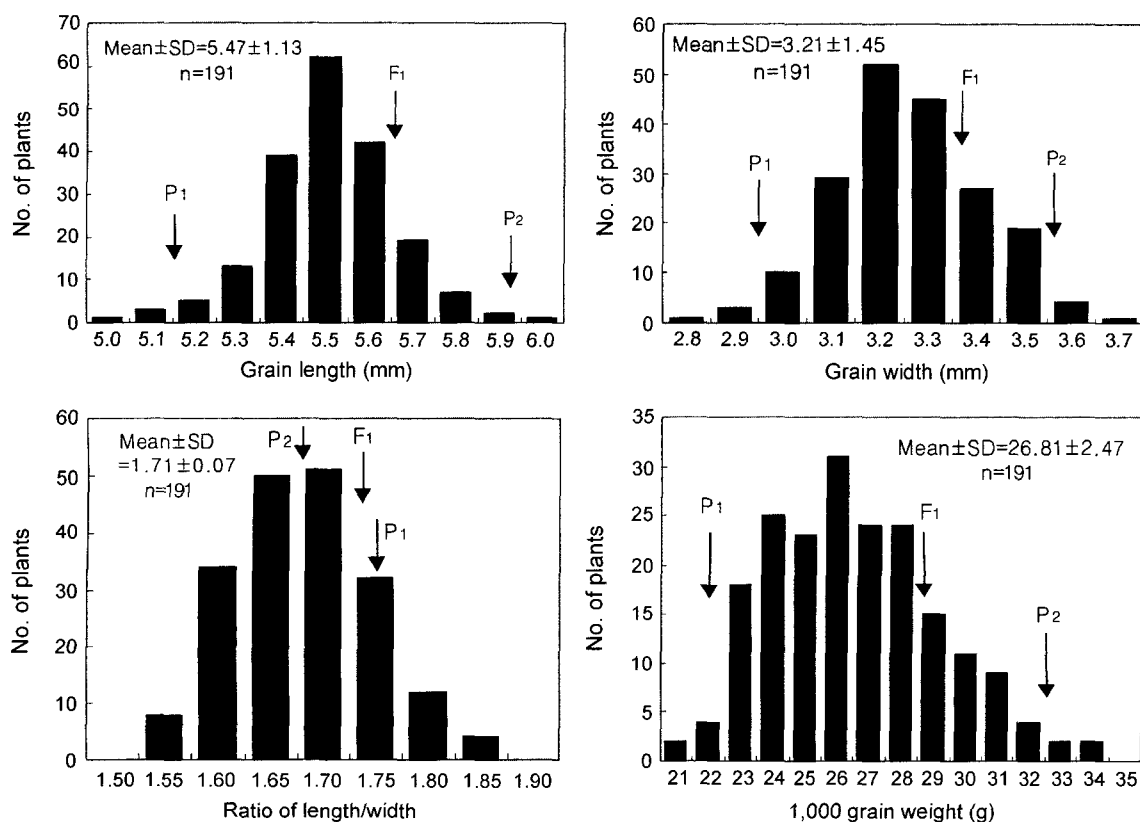 70
60
50
40
30
20
10
0
No. of plants
Mean±SD=5.47±1.13
n=191
P1
F1
P2
5.0 5.1 5.2 5.3 5.4 5.5 5.6 5.7 5.8 5.9 6.0
Grain length (mm)
60
50
40
30
20
10
0
No. of plants
Mean±SD=3.21±1.45
n=191
P1
F1
P2
2.8 2.9 3.0 3.1 3.2 3.3 3.4 3.5 3.6 3.7
Grain width (mm)
60
50
40
30
20
10
0
No. of plants
Mean±SD
=1.71±0.07
n=191
P2
F1
P1
1.50 1.55 1.60 1.65 1.70 1.75 1.80 1.85 1.90
Ratio of length/width
35
30
25
20
15
10
5
0
No. of plants
Mean±SD=26.81±2.47
n=191
P1
F1
P2
21 22 23 24 25 26 27 28 29 30 31 32 33 34 35
1,000 grain weight (g)